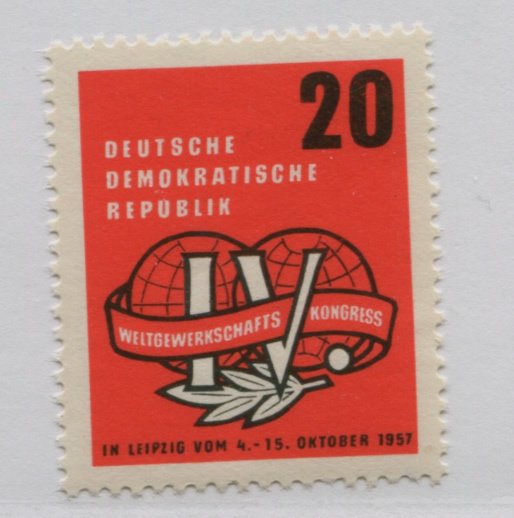 20
DEUTSCHE
DEMOKRATISCHE
REPUBLIK
IV.
WELTGEWERKSCHAFTS KONGRESS
IN LEIPZIG VOM 4.-15. OKTOBER 1957